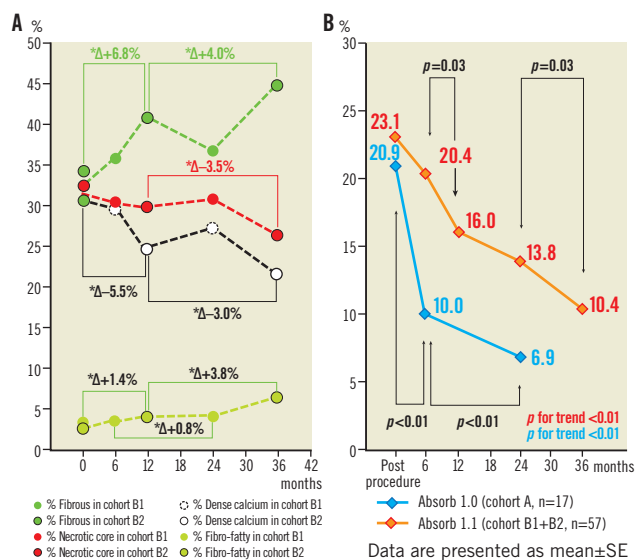 A
%
50
45
40
35
30
25
20
15
10
5
0
*Δ+6.8%
*Δ+4.0%
*Δ–3.5%
*Δ–5.5%
*Δ–3.0%
*Δ+1.4%
*Δ+3.8%
*Δ+0.8%
0 6 12 24 36 42
months
% Fibrous in cohort B1
% Fibrous in cohort B2
% Necrotic core in cohort B1
% Necrotic core in cohort B2
% Dense calcium in cohort B1
% Dense calcium in cohort B2
% Fibro-fatty in cohort B1
% Fibro-fatty in cohort B2
B
%
30
25
20
15
10
5
0
p=0.03
p=0.03
23.1
20.9
20.4
16.0
13.8
10.4
10.0
6.9
p<0.01
p<0.01
p for trend <0.01
p for trend <0.01
Post 6 12 18 24 30 36 months
procedure
Absorb 1.0 (cohort A, n=17)
Absorb 1.1 (cohort B1+B2, n=57)
Data are presented as mean±SE